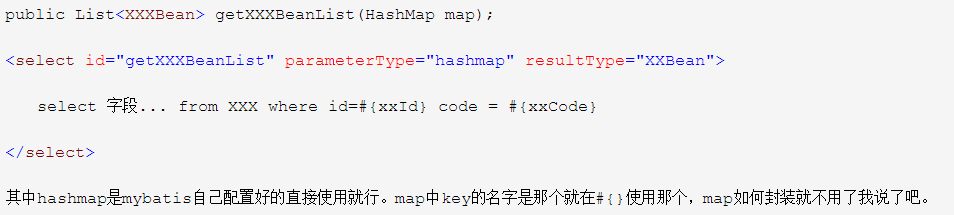 public List<XXXBean> getXXXBeanList(HashMap map);
<select id="getXXXBeanList" parameterType="hashmap" resultType="XXBean">
select 字段... from XXX where id=#{xxId} code = #{xxCode}
</select>
其中hashmap是mybatis自己配置好的直接使用就行。map中key的名字是那个就在#{}使用那个，map如何封装就不用了我说了吧。